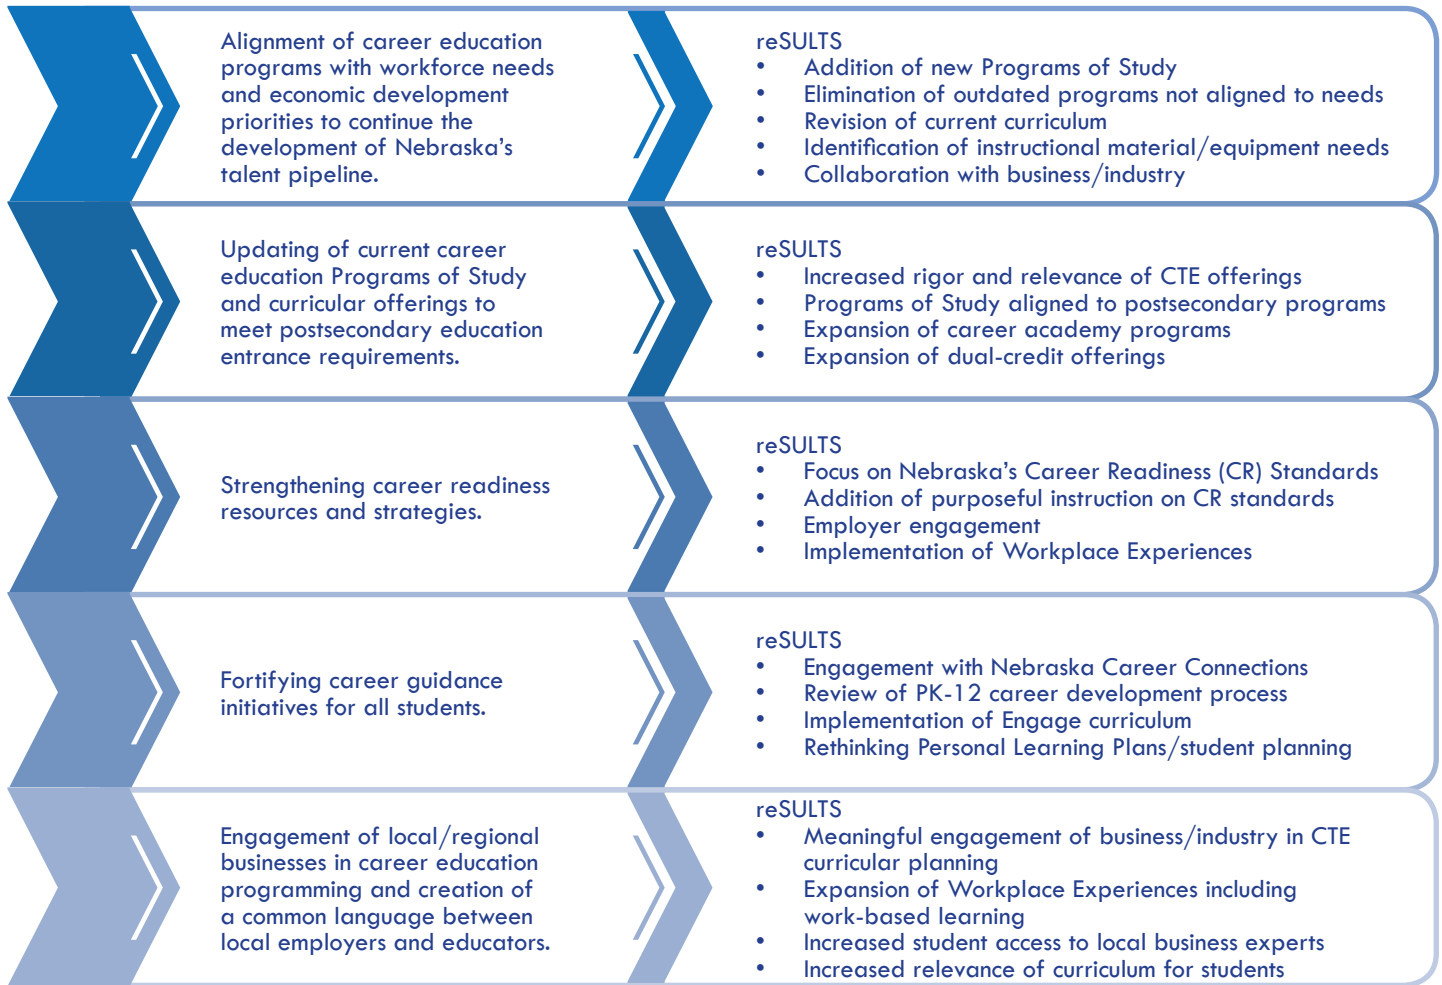 Alignment of career education
programs with workforce needs
and economic development
priorities to continue the
development of Nebraska's
talent pipeline.
reSULTS
• Addition of new Programs of Study
• Elimination of outdated programs not aligned to needs
• Revision of current curriculum
• Identification of instructional material/equipment needs
• Collaboration with business/industry
Updating of current career
education Programs of Study
and curricular offerings to
meet postsecondary education
entrance requirements.
reSULTS
• Increased rigor and relevance of CTE offerings
• Programs of Study aligned to postsecondary programs
• Expansion of career academy programs
• Expansion of dual-credit offerings
Strengthening career readiness
resources and strategies.
reSULTS
• Focus on Nebraska's Career Readiness (CR) Standards
• Addition of purposeful instruction on CR standards
• Employer engagement
• Implementation of Workplace Experiences
Fortifying career guidance
initiatives for all students.
reSULTS
• Engagement with Nebraska Career Connections
• Review of PK-12 career development process
• Implementation of Engage curriculum
• Rethinking Personal Learning Plans/student planning
Engagement of local/regional
businesses in career education
programming and creation of
a common language between
local employers and educators.
reSULTS
• Meaningful engagement of business/industry in CTE
curricular planning
• Expansion of Workplace Experiences including
work-based learning
• Increased student access to local business experts
• Increased relevance of curriculum for students